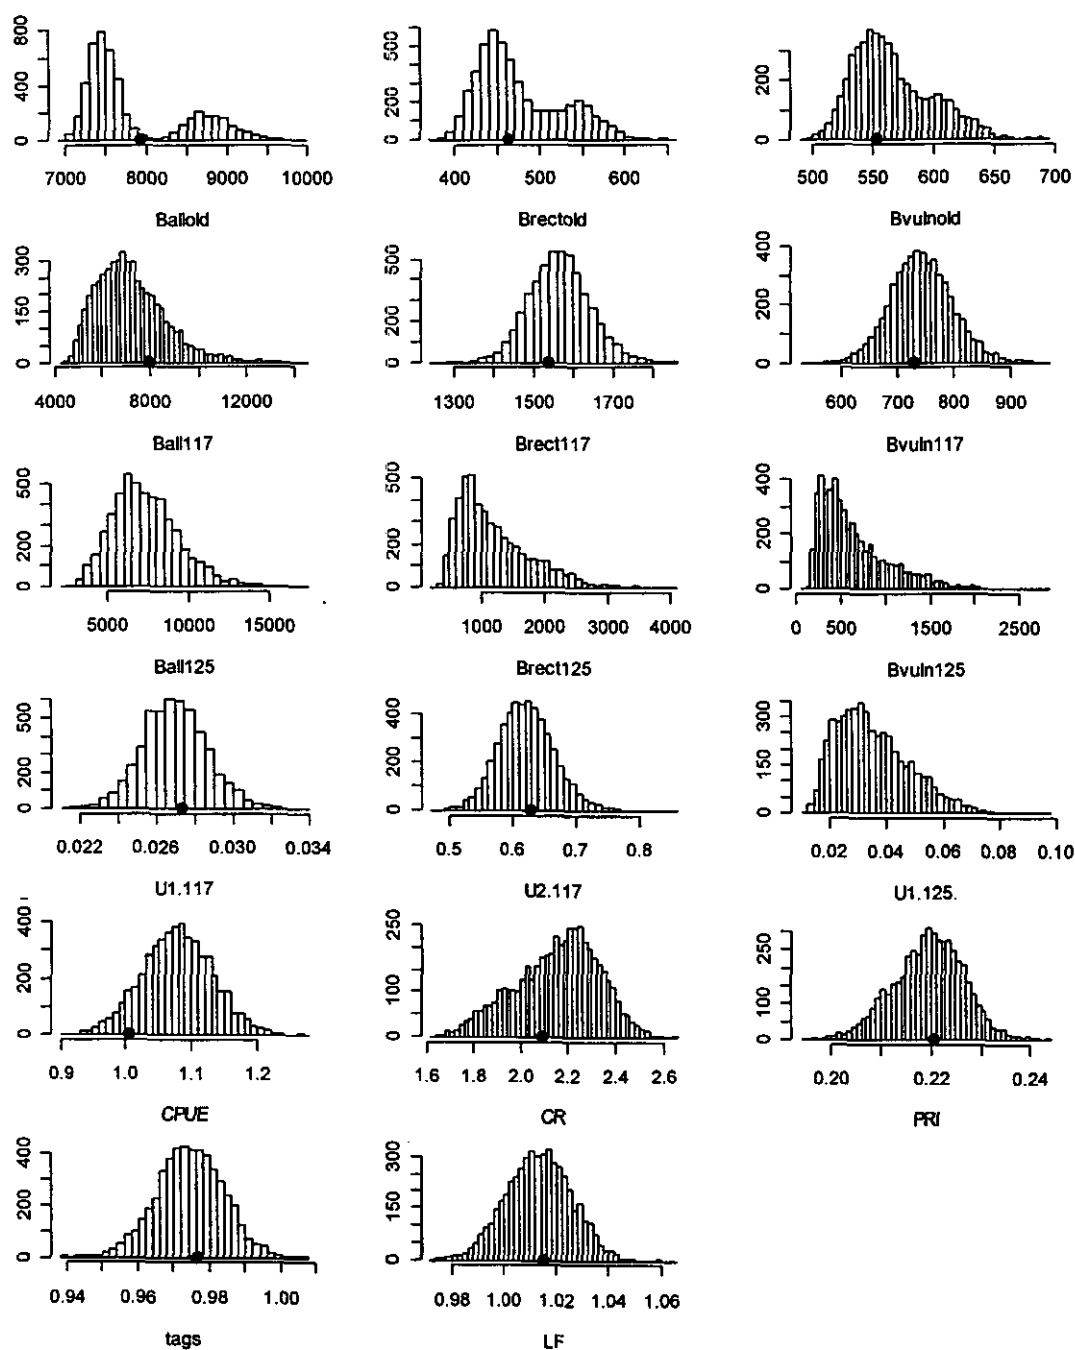 0 400 800
7000 8000 9000 10000
Ballold
0 200 500
400 500 600
Brectold
0 200
500 550 600 650 700
Bvulnold
0 150 300
4000 8000 12000
Ball117
0 200 500
1300 1500 1700
Brect117
0 200 400
600 700 800 900
Bvuln117
0 200 500
5000 10000 15000
Ball125
0 200 500
1000 2000 3000 4000
Brect125
0 200 400
0 500 1500 2500
Bvuln125
0 200 500
0.022 0.026 0.030 0.034
U1.117
0 200 400
0.5 0.6 0.7 0.8
U2.117
0 150 300
0.02 0.04 0.06 0.08 0.10
U1.125.
0 200 400
0.9 1.0 1.1 1.2
CPUE
0 100 250
1.6 1.8 2.0 2.2 2.4 2.6
CR
0 100 250
0.20 0.22 0.24
PRI
0 200 400
0.94 0.96 0.98 1.00
tags
0 150 300
0.98 1.00 1.02 1.04 1.06
LF